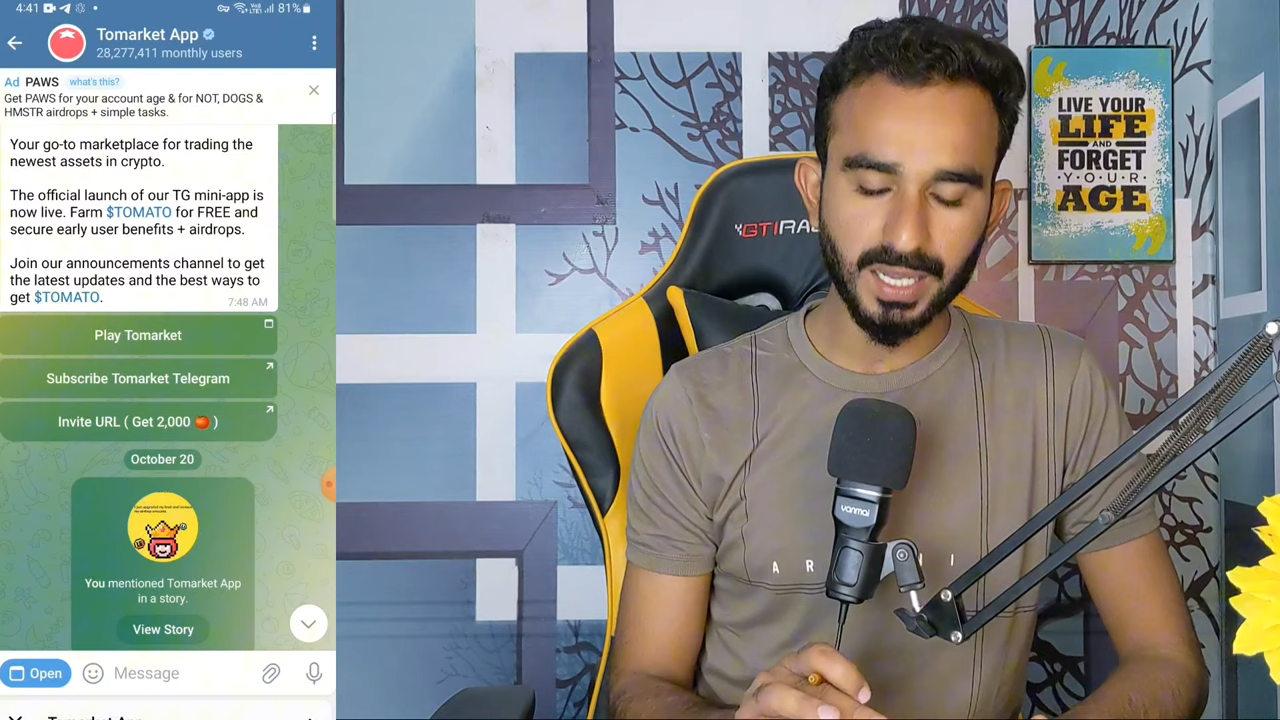 4:41
81%
Tomarket App
28,277,411 monthly users
Ad PAWS what's this?
Get PAWS for your account age & for NOT, DOGS &
HMSTR airdrops + simple tasks.
Your go-to marketplace for trading the
newest assets in crypto.
The official launch of our TG mini-app is
now live. Farm $TOMATO for FREE and
secure early user benefits + airdrops.
Join our announcements channel to get
the latest updates and the best ways to
get $TOMATO.
7:48 AM
Play Tomarket
Subscribe Tomarket Telegram
Invite URL ( Get 2,000 🍅 )
October 20
You mentioned Tomarket App
in a story.
View Story
Open
Message
Tomarket App
GTIRA
LIVE YOUR
LIFE
AND
FORGET
·Y·O·U·R·
AGE
yanmai
A R I